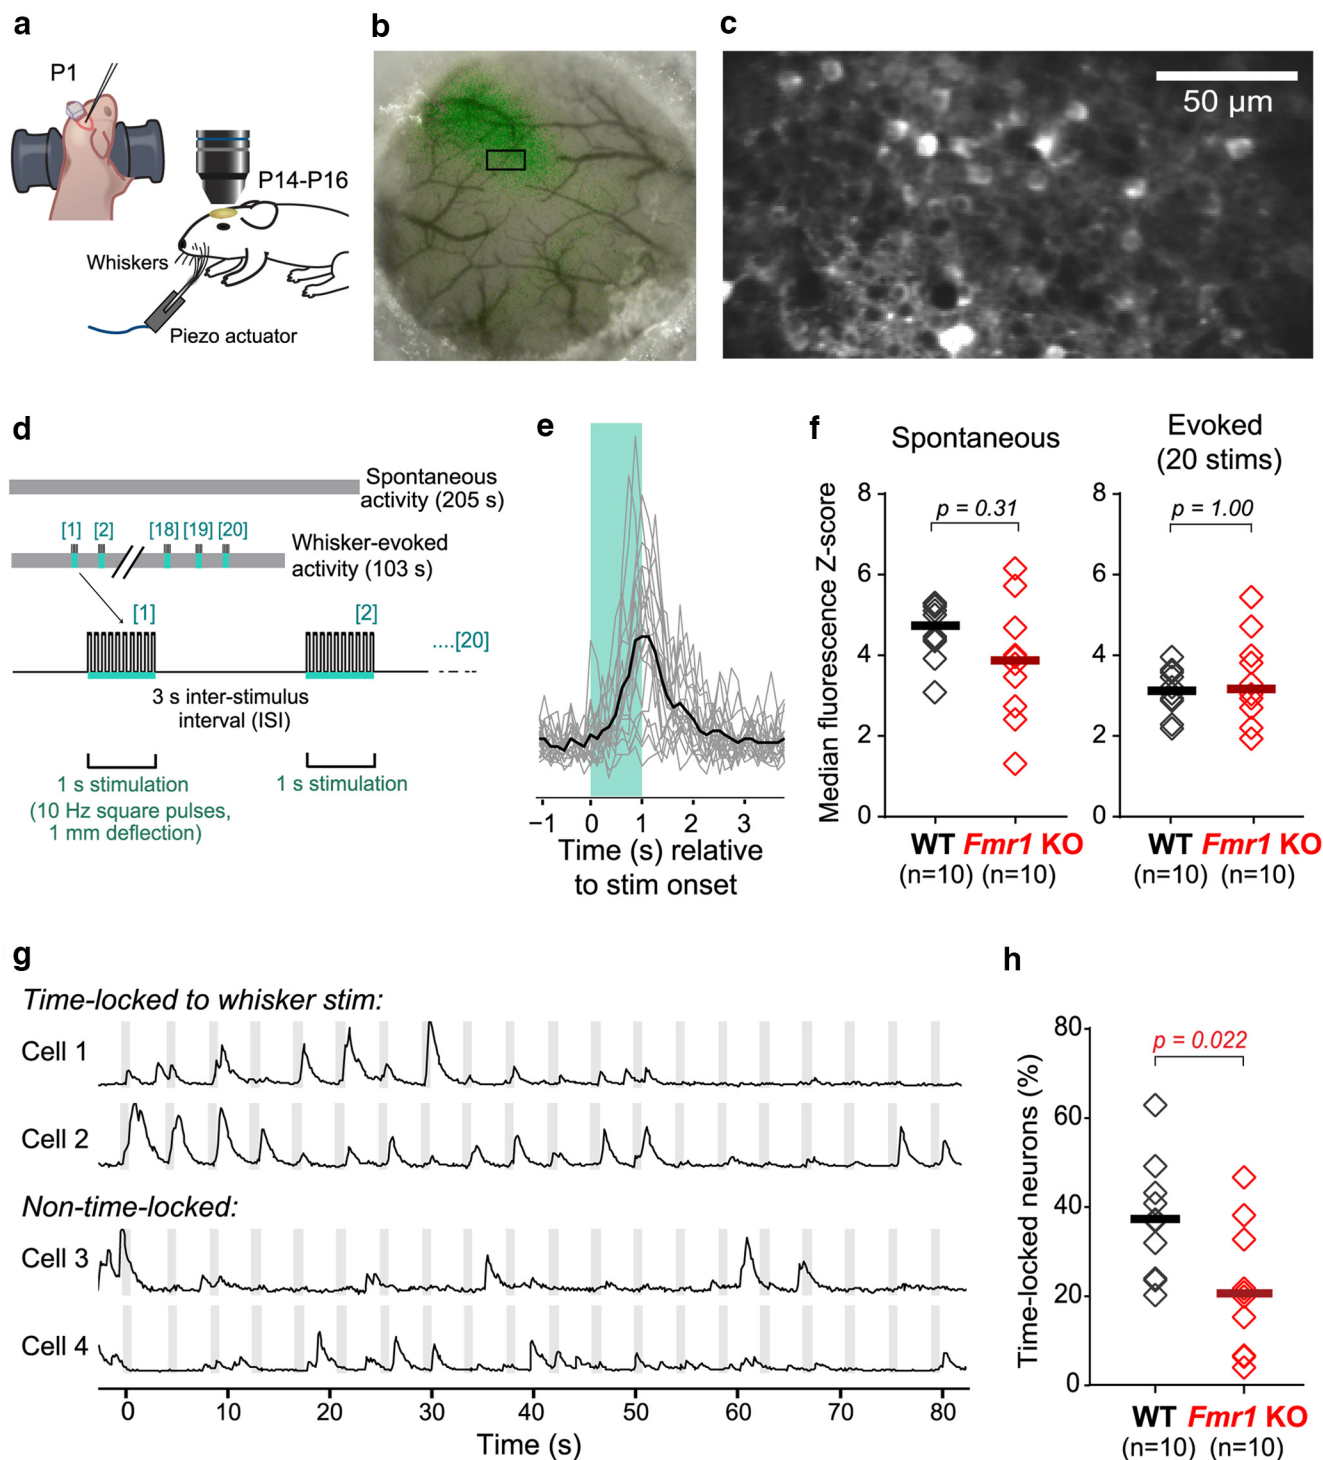 a
P1
P14-P16
Whiskers
Piezo actuator
b
c
50 µm
d
Spontaneous
activity (205 s)
[1] [2] [18] [19] [20]
Whisker-evoked
activity (103 s)
[1] [2]
....[20]
3 s inter-stimulus
interval (ISI)
1 s stimulation
(10 Hz square pulses,
1 mm deflection)
1 s stimulation
e
−1 0 1 2 3
Time (s) relative
to stim onset
f
Spontaneous
Median fluorescence Z-score
8
6
4
2
0
p = 0.31
WT Fmr1 KO
(n=10) (n=10)
Evoked
(20 stims)
8
6
4
2
0
p = 1.00
WT Fmr1 KO
(n=10) (n=10)
g
Time-locked to whisker stim:
Cell 1
Cell 2
Non-time-locked:
Cell 3
Cell 4
0 10 20 30 40 50 60 70 80
Time (s)
h
Time-locked neurons (%)
80
60
40
20
0
p = 0.022
WT Fmr1 KO
(n=10) (n=10)